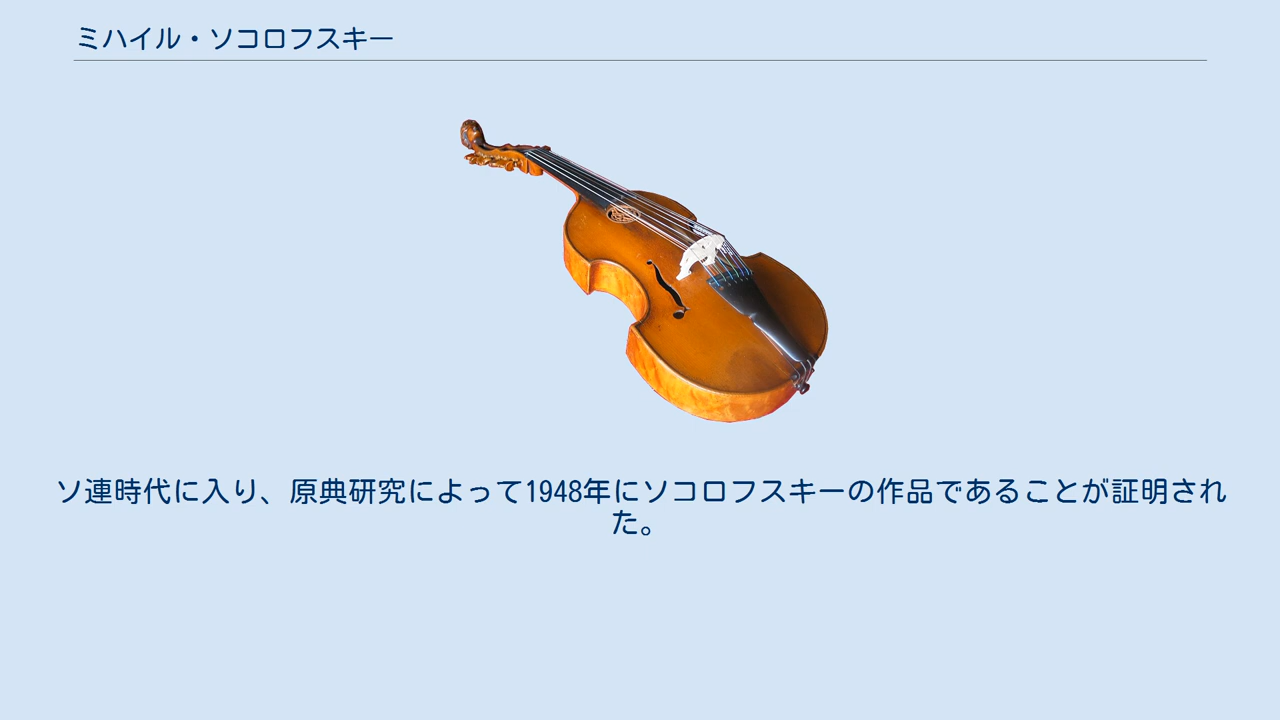 ミハイル・ソコロフスキー
ソ連時代に入り、原典研究によって1948年にソコロフスキーの作品であることが証明され
た。